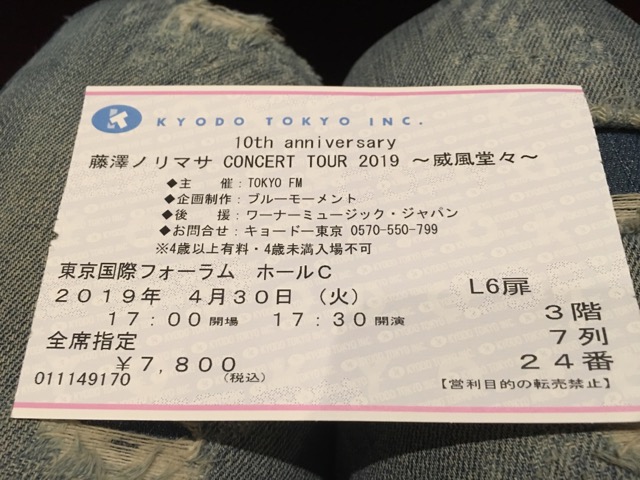 KYODO TOKYO INC.
10th anniversary
藤澤ノリマサ CONCERT TOUR 2019 ～威風堂々～
◆主　催：TOKYO FM
◆企画制作：ブルーモーメント
◆後　援：ワーナーミュージック・ジャパン
◆お問合せ：キョードー東京 0570-550-799
※4歳以上有料・4歳未満入場不可
東京国際フォーラム　ホールＣ
２０１９年　４月３０日　（火）
１７：００開場　１７：３０開演
全席指定
￥７，８００
（税込）
011149170
L6扉
３階
７列
２４番
【営利目的の転売禁止】